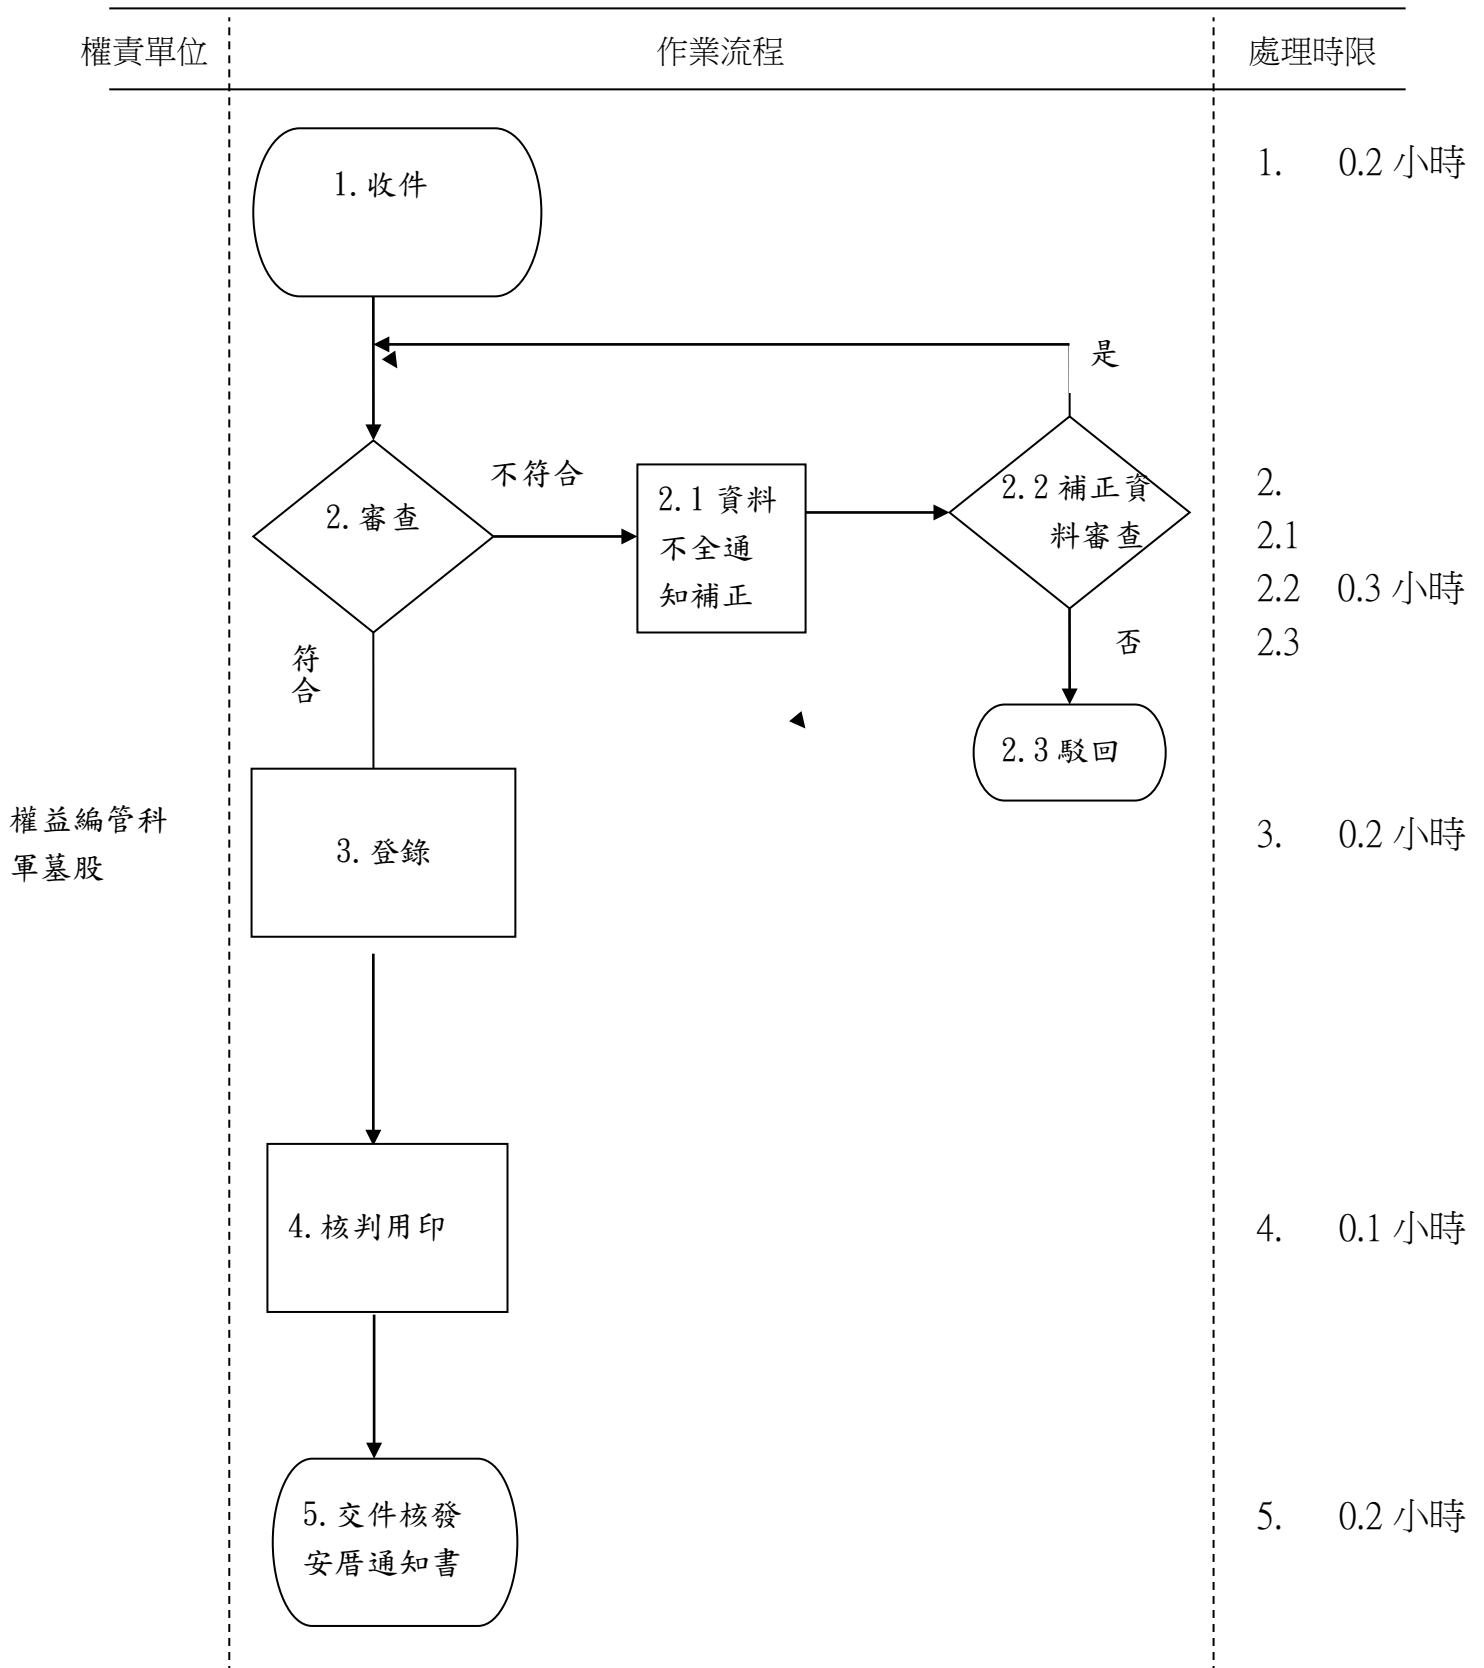 權責單位 作業流程 處理時限
1.收件
1. 0.2 小時
是
不符合
2.審查
2.1 資料
不全通
知補正
2.2 補正資
料審查
2.
2.1
2.2 0.3 小時
2.3
否
符
合
2.3 駁回
權益編管科
軍墓股
3.登錄
3. 0.2 小時
4.核判用印
4. 0.1 小時
5.交件核發
安厝通知書
5. 0.2 小時